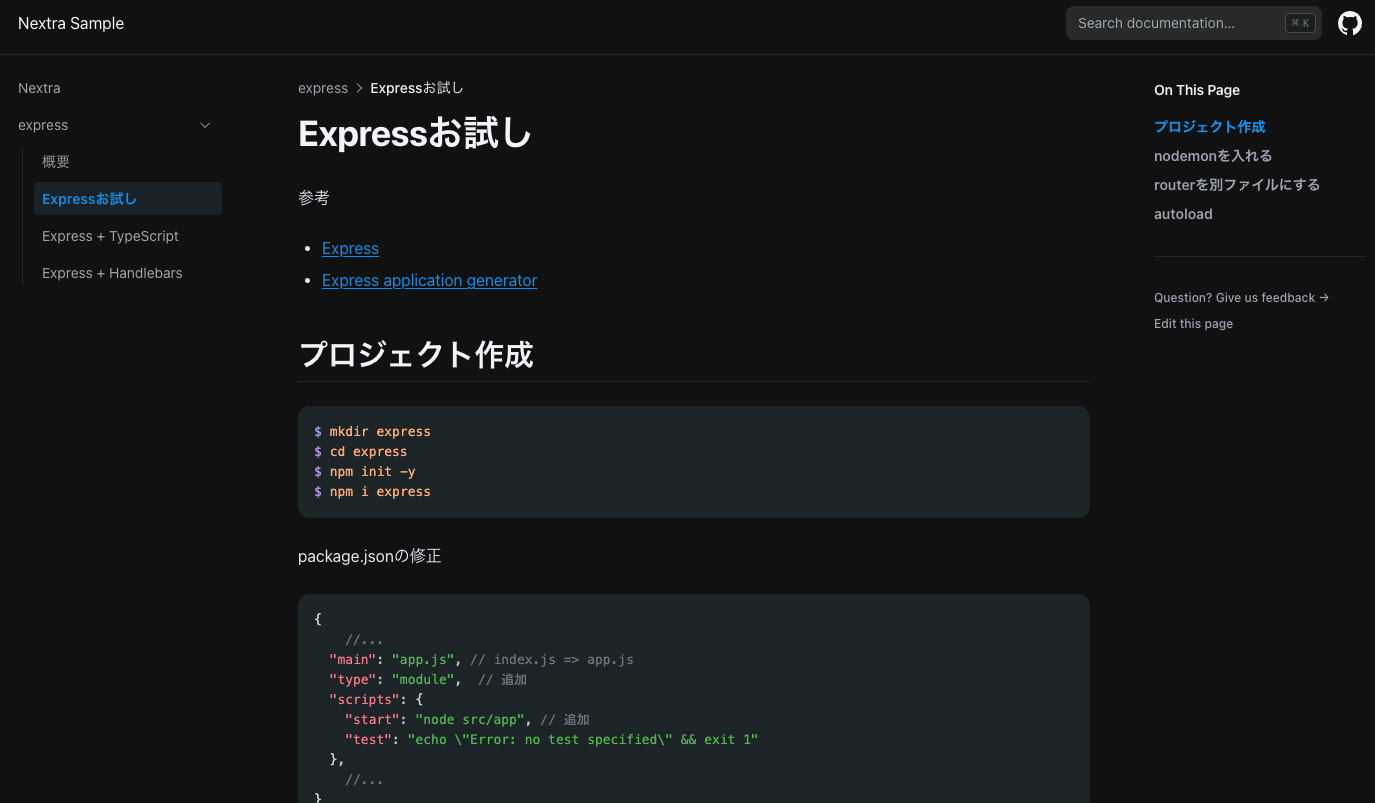 Nextra Sample
Search documentation...
⌘ K
Nextra
express
概要
Expressお試し
Express + TypeScript
Express + Handlebars
express > Expressお試し
Expressお試し
参考
• Express
• Express application generator
プロジェクト作成
$ mkdir express
$ cd express
$ npm init -y
$ npm i express
package.jsonの修正
{
    //...
  "main": "app.js", // index.js => app.js
  "type": "module",  // 追加
  "scripts": {
    "start": "node src/app", // 追加
    "test": "echo \"Error: no test specified\" && exit 1"
  },
    //...
}
On This Page
プロジェクト作成
nodemonを入れる
routerを別ファイルにする
autoload
Question? Give us feedback →
Edit this page